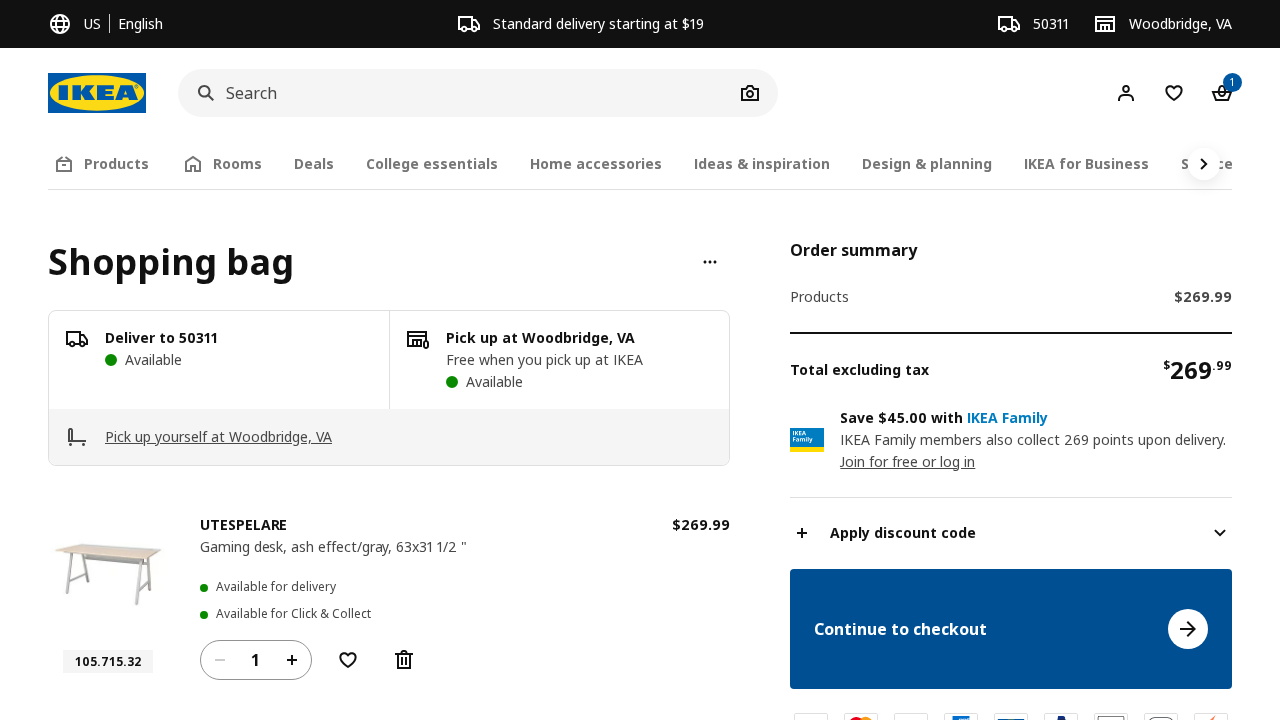 US
English
Standard delivery starting at $19
50311
Woodbridge, VA
IKEA
Search
1
Products
Rooms
Deals
College essentials
Home accessories
Ideas & inspiration
Design & planning
IKEA for Business
Shopping bag
Deliver to 50311
Available
Pick up at Woodbridge, VA
Free when you pick up at IKEA
Available
Pick up yourself at Woodbridge, VA
UTESPELARE
$269.99
Gaming desk, ash effect/gray, 63x31 1/2 "
Available for delivery
Available for Click & Collect
105.715.32
1
Order summary
Products
$269.99
Total excluding tax
$269.99
IKEA
Family
Save $45.00 with IKEA Family
IKEA Family members also collect 269 points upon delivery.
Join for free or log in
Apply discount code
Continue to checkout